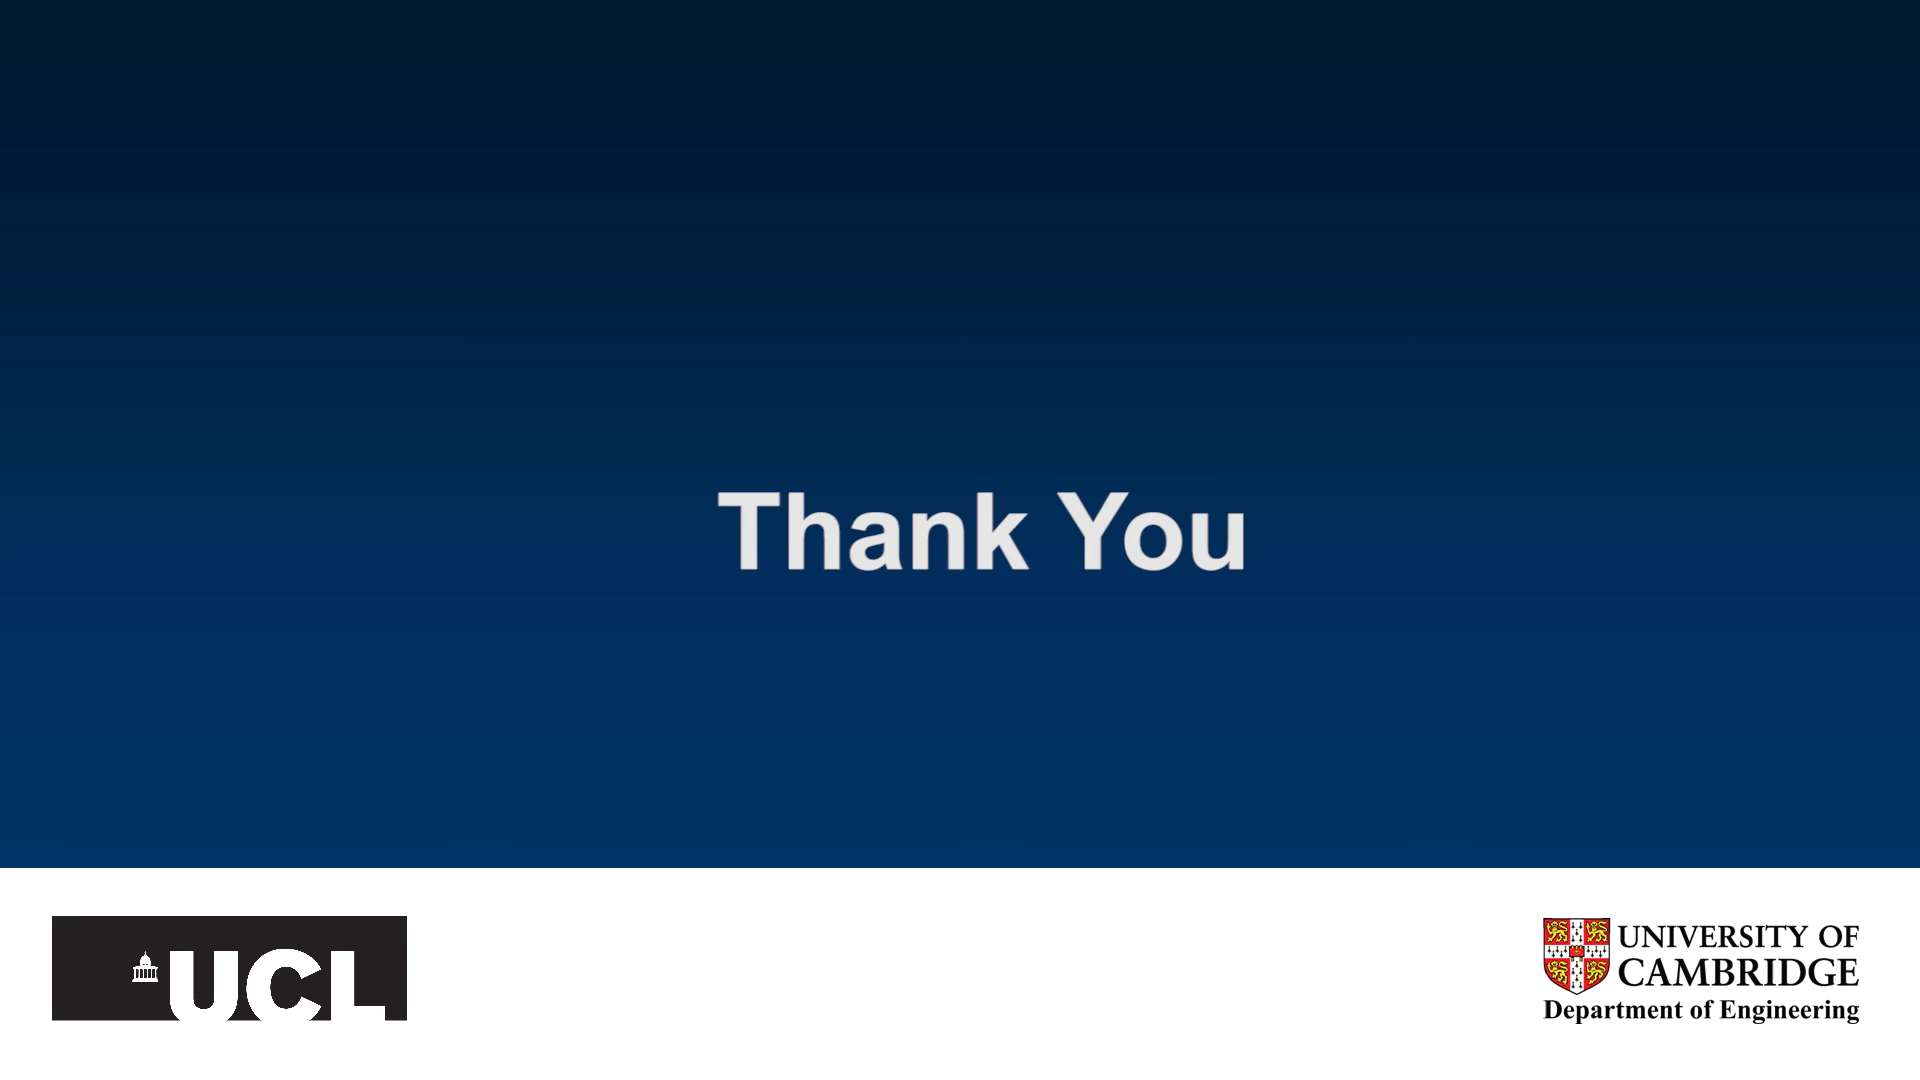 Thank You
UCL
UNIVERSITY OF
CAMBRIDGE
Department of Engineering